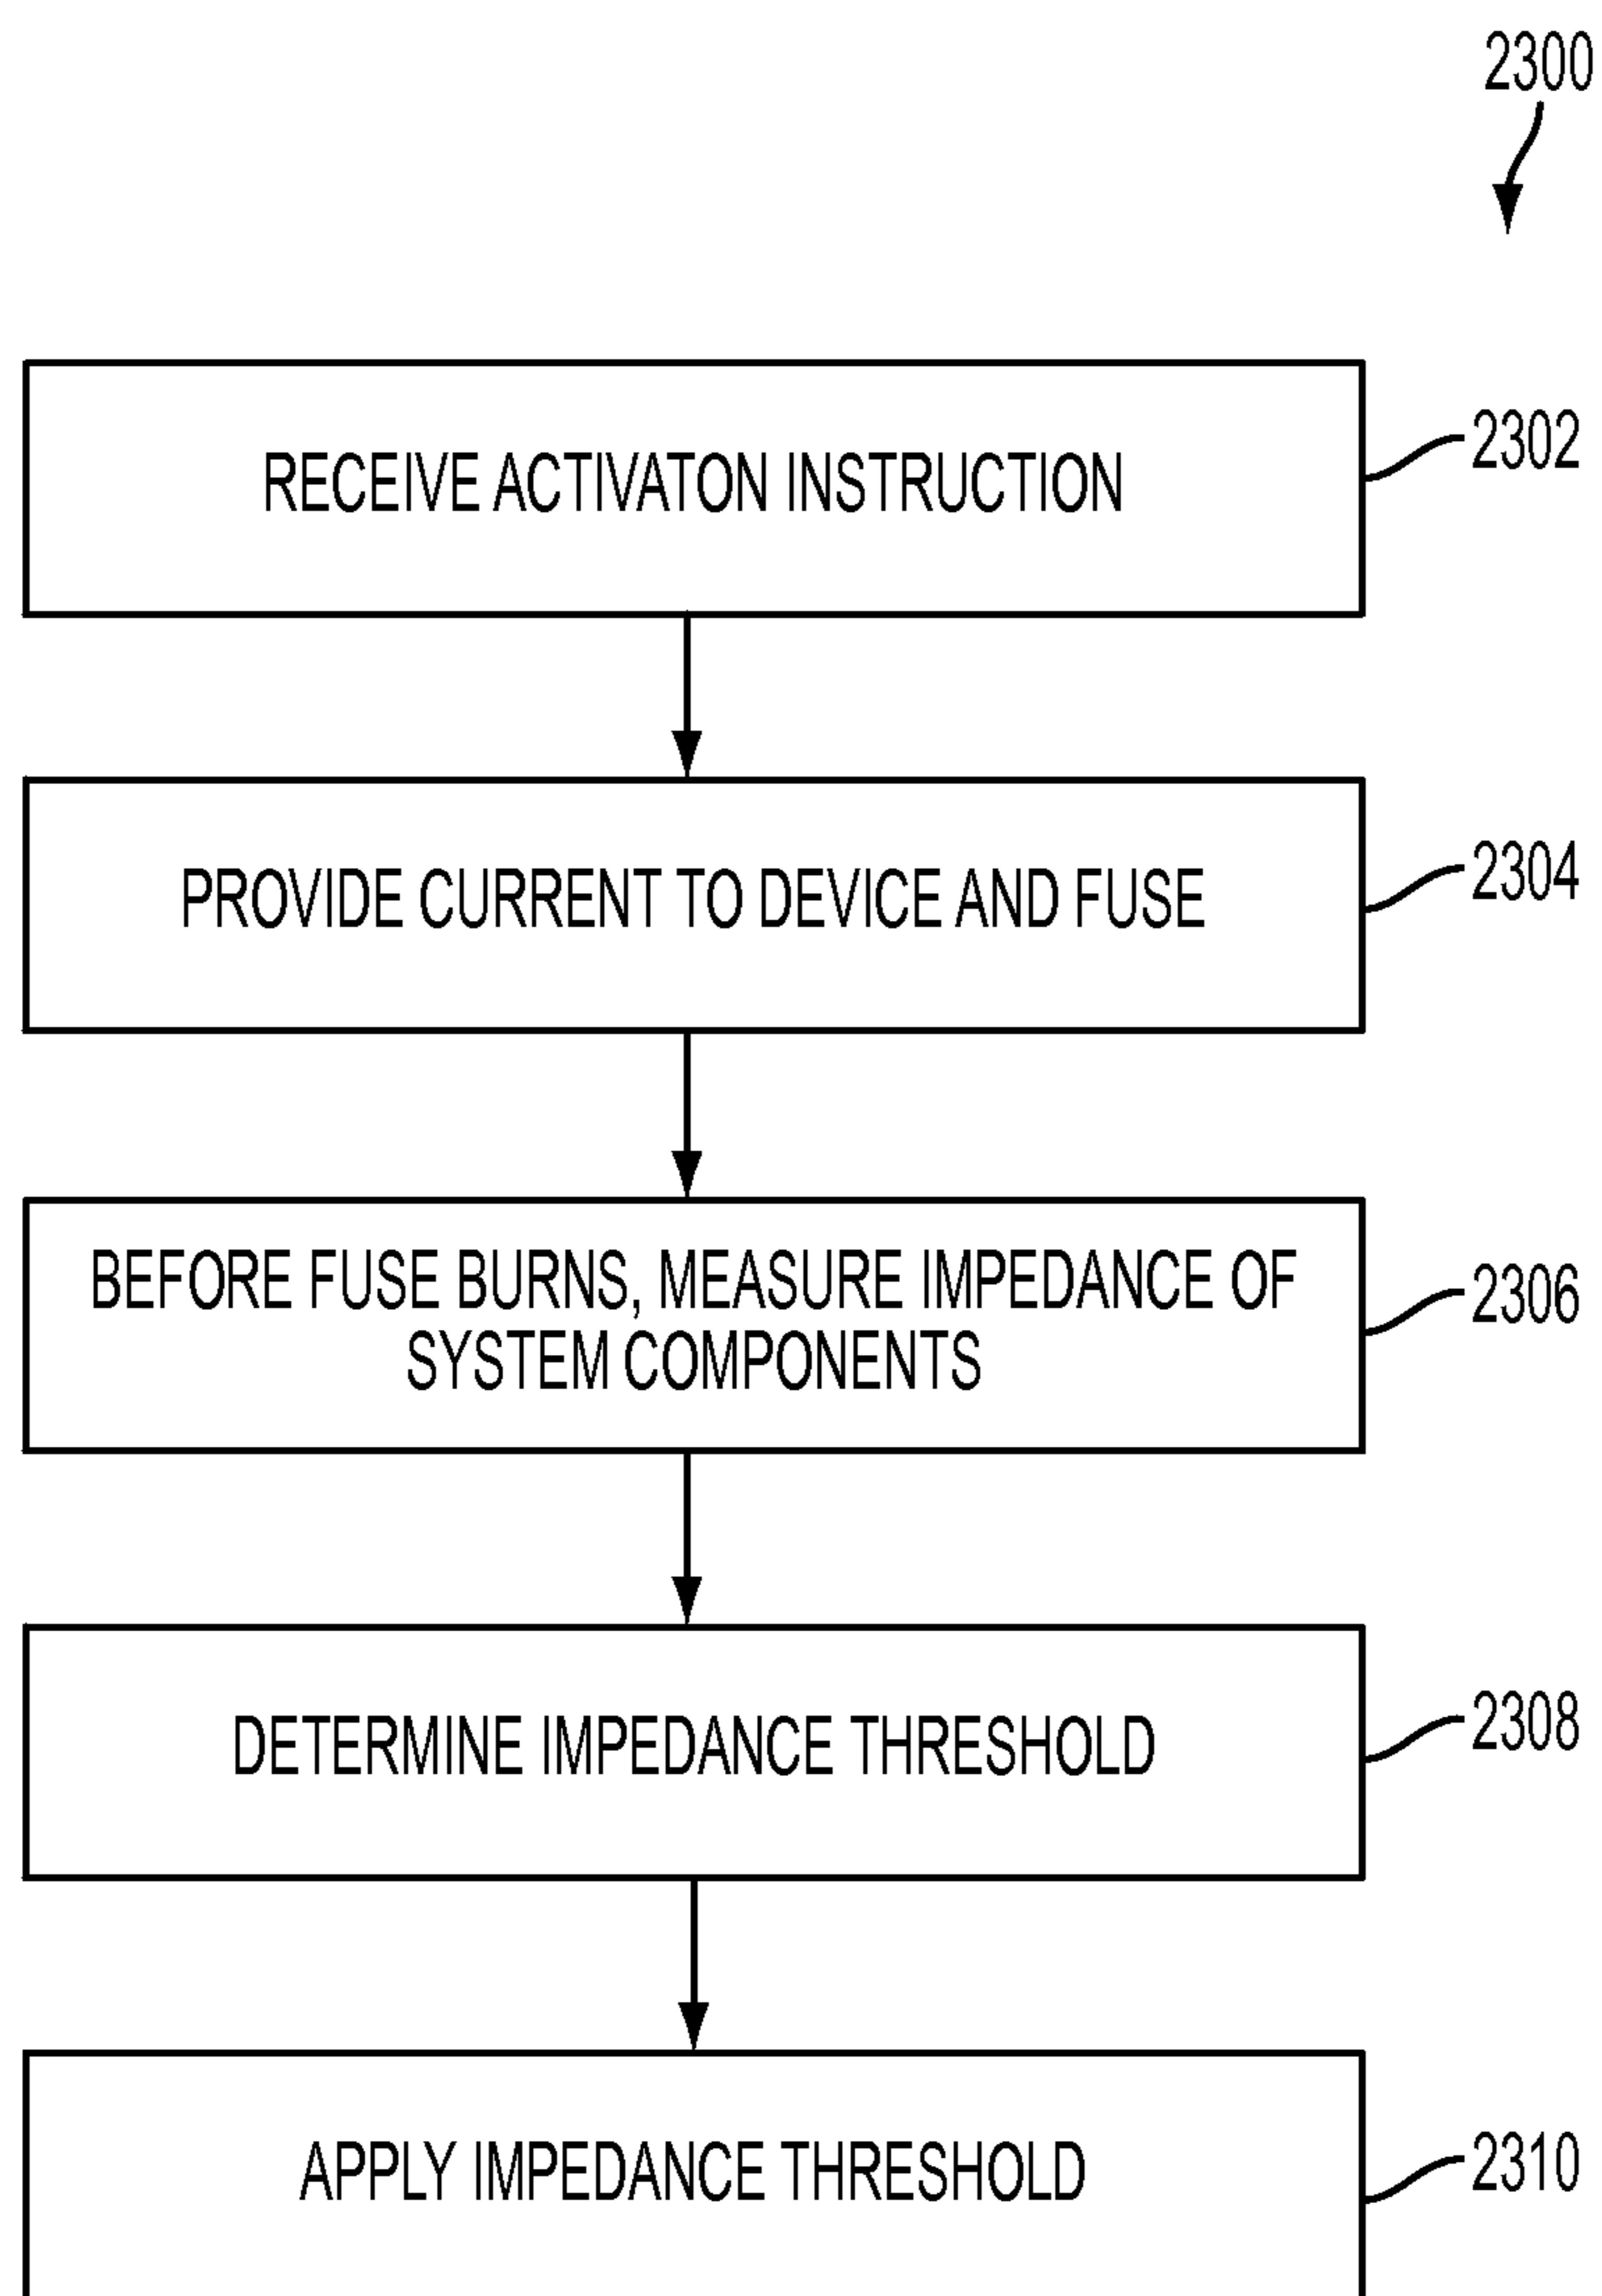 2300
RECEIVE ACTIVATON INSTRUCTION
2302
PROVIDE CURRENT TO DEVICE AND FUSE
2304
BEFORE FUSE BURNS, MEASURE IMPEDANCE OF
SYSTEM COMPONENTS
2306
DETERMINE IMPEDANCE THRESHOLD
2308
APPLY IMPEDANCE THRESHOLD
2310